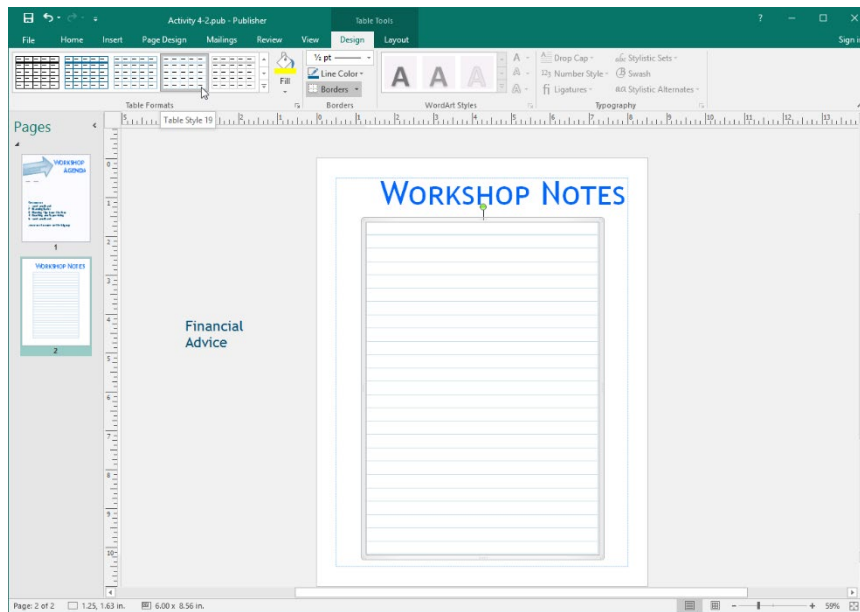 Activity 4-2.pub - Publisher
Table Tools
?
File
Home
Insert
Page Design
Mailings
Review
View
Design
Layout
Sign in
½ pt
Fill
Line Color
Borders
A A A
A
Drop Cap
Number Style
Ligatures
Stylistic Sets
Swash
Stylistic Alternates
Table Formats
Borders
WordArt Styles
Typography
Table Style 19
Pages
WORKSHOP
AGENDA
1
WORKSHOP NOTES
2
Financial
Advice
WORKSHOP NOTES
Page: 2 of 2
1.25, 1.63 in.
6.00 x 8.56 in.
59%